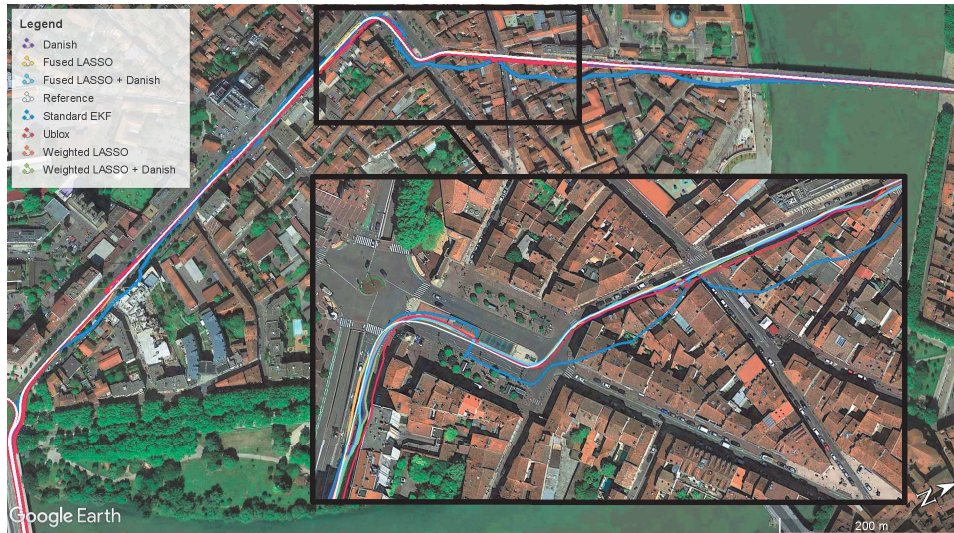 Legend
Danish
Fused LASSO
Fused LASSO + Danish
Reference
Standard EKF
Ublox
Weighted LASSO
Weighted LASSO + Danish
Google Earth
N
200 m